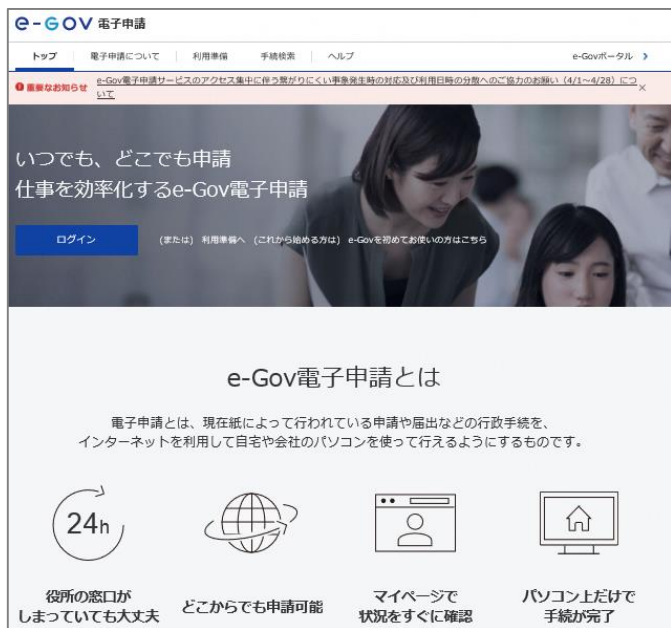 e-GOV 電子申請
トップ 電子申請について 利用準備 手続検索 ヘルプ e-Govポータル
重要なお知らせ e-Gov電子申請サービスのアクセス集中に伴う繋がりにくい事象発生時の対応及び利用日時の分散へのご協力のお願い（4/1～4/28）につ
いて
いつでも、どこでも申請
仕事を効率化するe-Gov電子申請
ログイン (または) 利用準備へ (これから始める方は) e-Govを初めてお使いの方はこちら
e-Gov電子申請とは
電子申請とは、現在紙によって行われている申請や届出などの行政手続を、
インターネットを利用して自宅や会社のパソコンを使って行えるようにするものです。
24h
役所の窓口が
しまっていても大丈夫
どこからでも申請可能
マイページで
状況をすぐに確認
パソコン上だけで
手続が完了